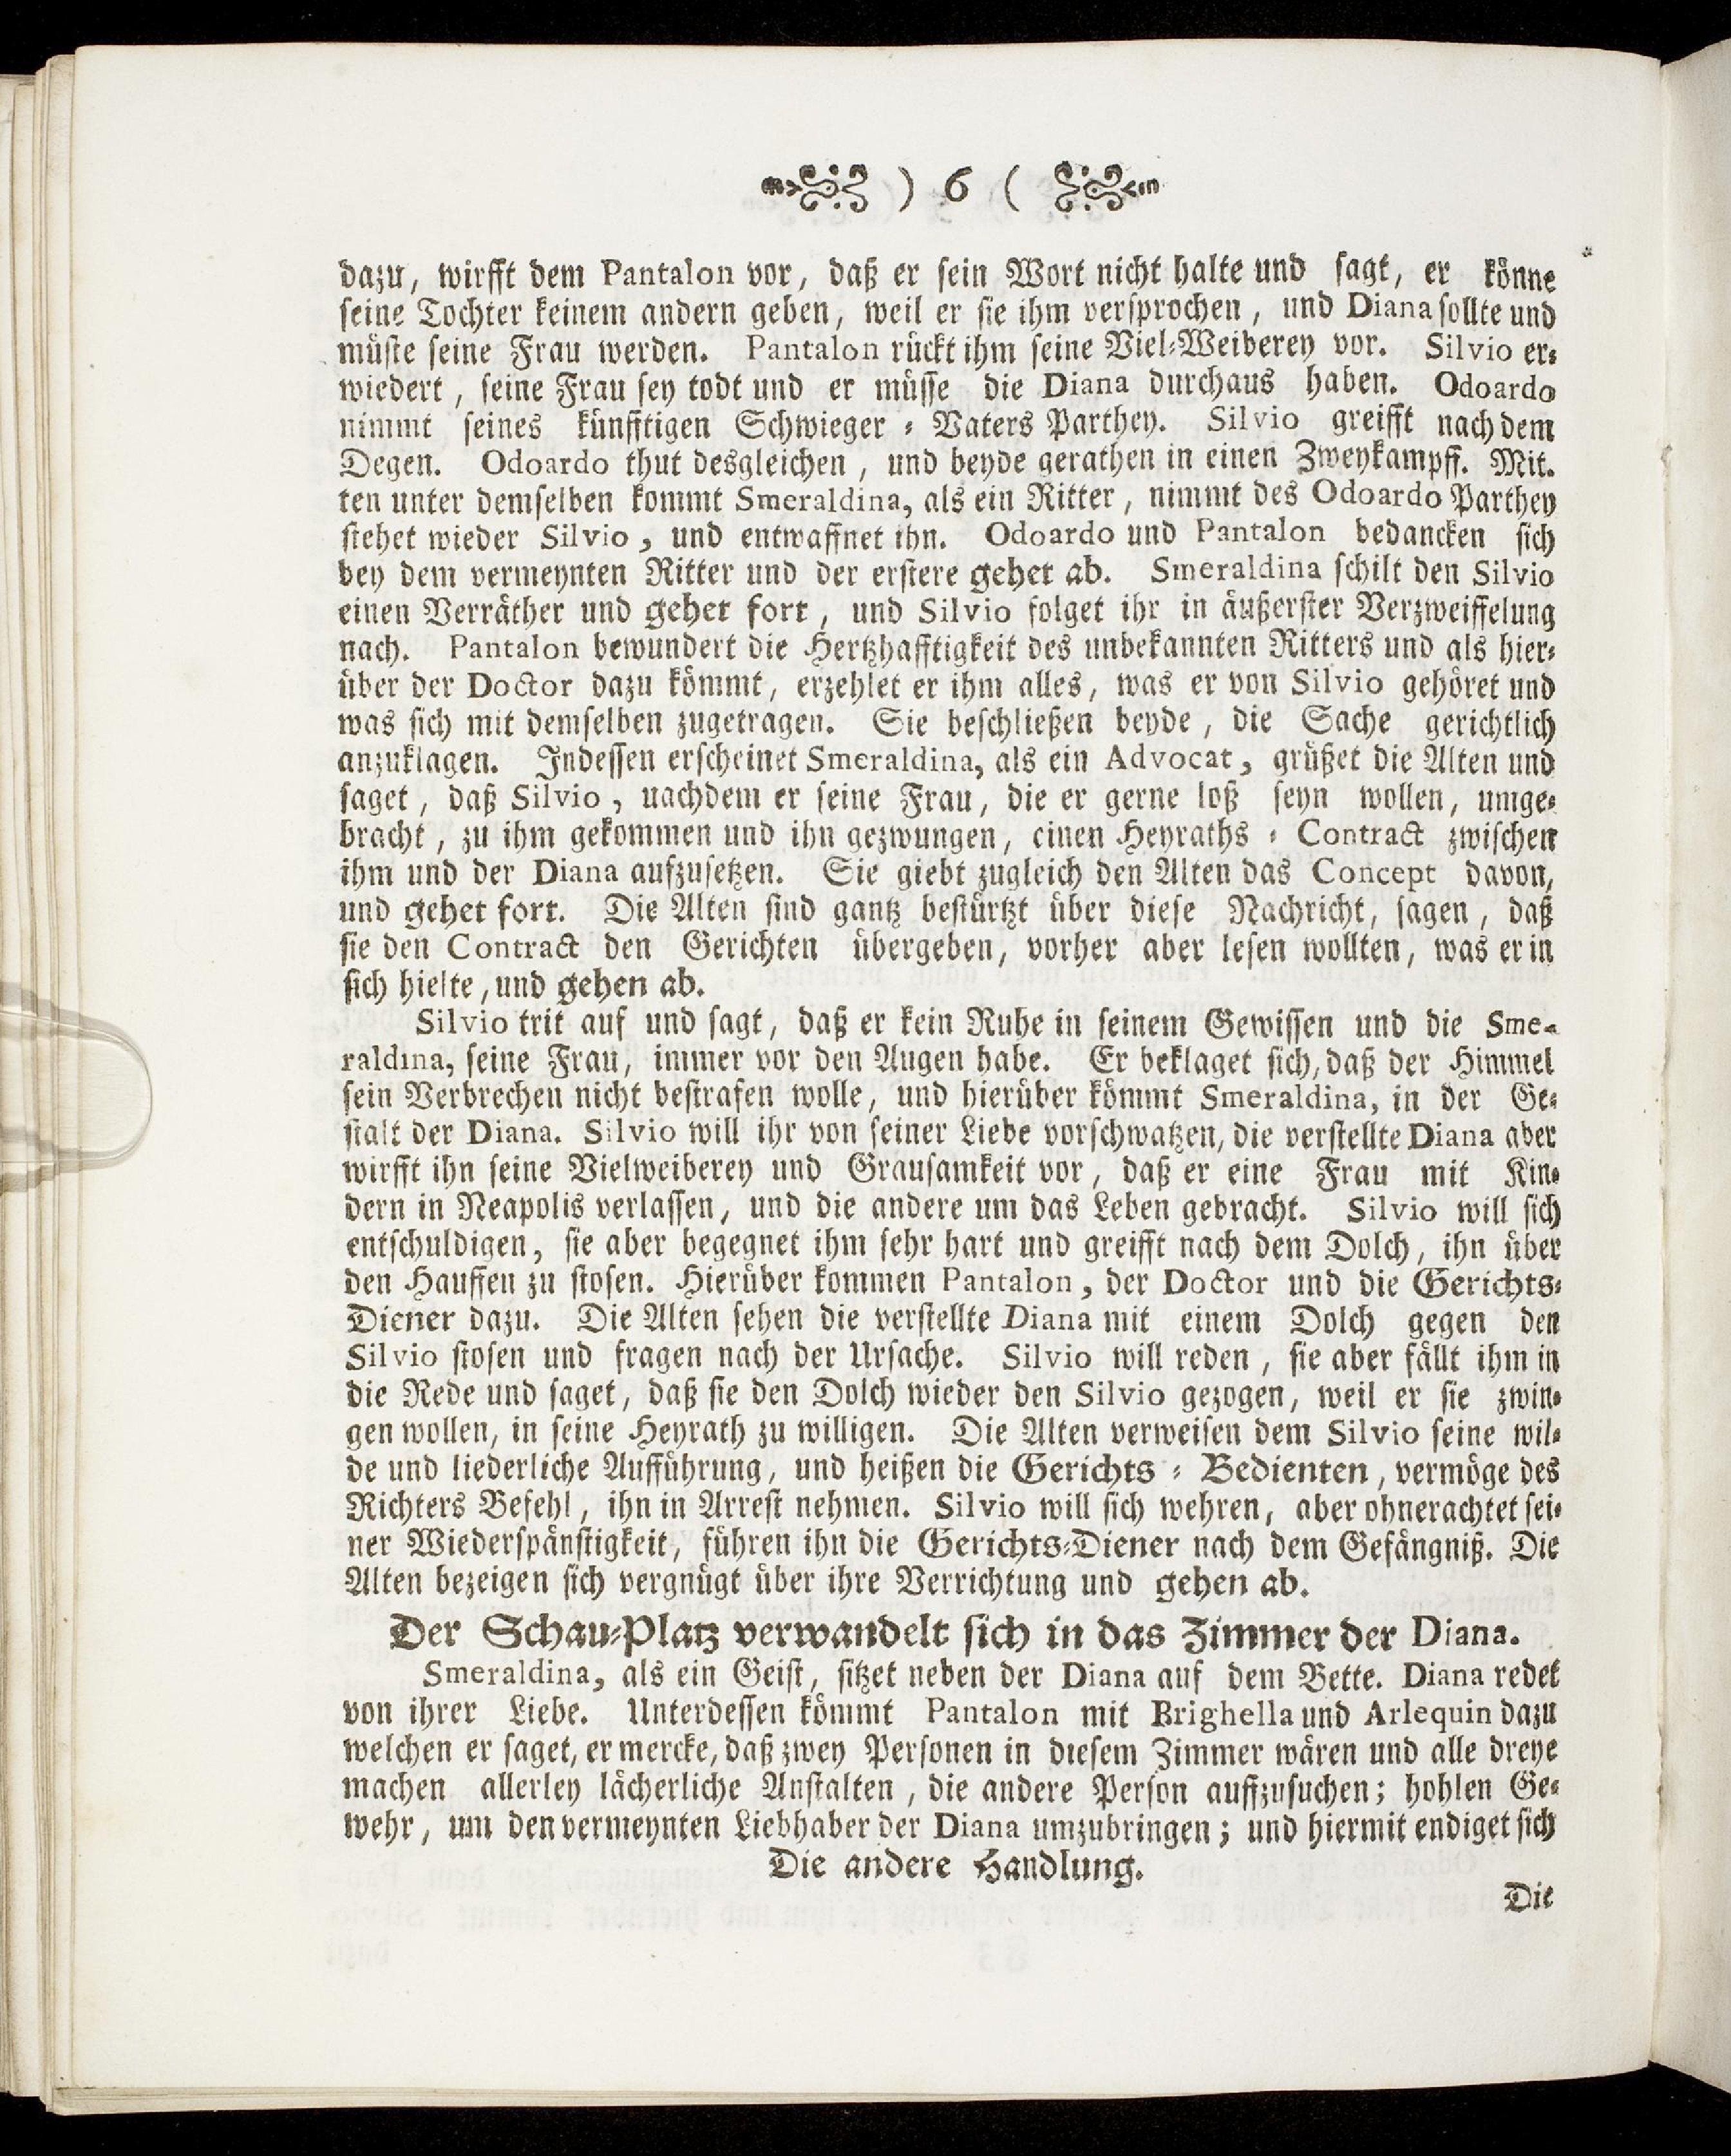 ) 6 (
dazu, wirfft dem Pantalon vor, daß er sein Wort nicht halte und sagt, er könne
seine Tochter keinem andern geben, weil er sie ihm versprochen, und Diana sollte und
müste seine Frau werden. Pantalon rückt ihm seine Viel-Weiberey vor. Silvio er-
wiedert, seine Frau sey todt und er müsse die Diana durchaus haben. Odoardo
nimmt seines künfftigen Schwieger-Vaters Parthey. Silvio greifft nach dem
Degen. Odoardo thut desgleichen, und beyde gerathen in einen Zweykampff. Mit-
ten unter demselben kommt Smeraldina, als ein Ritter, nimmt des Odoardo Parthey
stehet wieder Silvio, und entwaffnet ihn. Odoardo und Pantalon bedancken sich
bey dem vermeynten Ritter und der erstere gehet ab. Smeraldina schilt den Silvio
einen Verräther und gehet fort, und Silvio folget ihr in äußerster Verzweiffelung
nach. Pantalon bewundert die Hertzhafftigkeit des unbekannten Ritters und als hier-
über der Doctor dazu kömmt, erzehlet er ihm alles, was er von Silvio gehöret und
was sich mit demselben zugetragen. Sie beschließen beyde, die Sache gerichtlich
anzuklagen. Indessen erscheinet Smeraldina, als ein Advocat, grüßet die Alten und
saget, daß Silvio, uachdem er seine Frau, die er gerne loß seyn wollen, umge-
bracht, zu ihm gekommen und ihn gezwungen, einen Heyraths-Contract zwischen
ihm und der Diana aufzusetzen. Sie giebt zugleich den Alten das Concept davon,
und gehet fort. Die Alten sind gantz bestürtzt über diese Nachricht, sagen, daß
sie den Contract den Gerichten übergeben, vorher aber lesen wollten, was er in
sich hielte, und gehen ab.
Silvio trit auf und sagt, daß er kein Ruhe in seinem Gewissen und die Sme-
raldina, seine Frau, immer vor den Augen habe. Er beklaget sich, daß der Himmel
sein Verbrechen nicht bestrafen wolle, und hierüber kömmt Smeraldina, in der Ge-
stalt der Diana. Silvio will ihr von seiner Liebe vorschwatzen, die verstellte Diana aber
wirfft ihn seine Vielweiberey und Grausamkeit vor, daß er eine Frau mit Kin-
dern in Neapolis verlassen, und die andere um das Leben gebracht. Silvio will sich
entschuldigen, sie aber begegnet ihm sehr hart und greifft nach dem Dolch, ihn über
den Hauffen zu stosen. Hierüber kommen Pantalon, der Doctor und die Gerichts-
Diener dazu. Die Alten sehen die verstellte Diana mit einem Dolch gegen den
Silvio stosen und fragen nach der Ursache. Silvio will reden, sie aber fällt ihm in
die Rede und saget, daß sie den Dolch wieder den Silvio gezogen, weil er sie zwin-
gen wollen, in seine Heyrath zu willigen. Die Alten verweisen dem Silvio seine wil-
de und liederliche Aufführung, und heißen die Gerichts-Bedienten, vermöge des
Richters Befehl, ihn in Arrest nehmen. Silvio will sich wehren, aber ohnerachtet sei-
ner Wiederspänstigkeit, führen ihn die Gerichts-Diener nach dem Gefängniß. Die
Alten bezeigen sich vergnügt über ihre Verrichtung und gehen ab.
Der Schau-Platz verwandelt sich in das Zimmer der Diana.
Smeraldina, als ein Geist, sitzet neben der Diana auf dem Bette. Diana redet
von ihrer Liebe. Unterdessen kömmt Pantalon mit Brighella und Arlequin dazu
welchen er saget, er mercke, daß zwey Personen in diesem Zimmer wären und alle dreye
machen allerley lächerliche Anstalten, die andere Person auffzusuchen; hohlen Ge-
wehr, um den vermeynten Liebhaber der Diana umzubringen; und hiermit endiget sich
Die andere Handlung.
Die